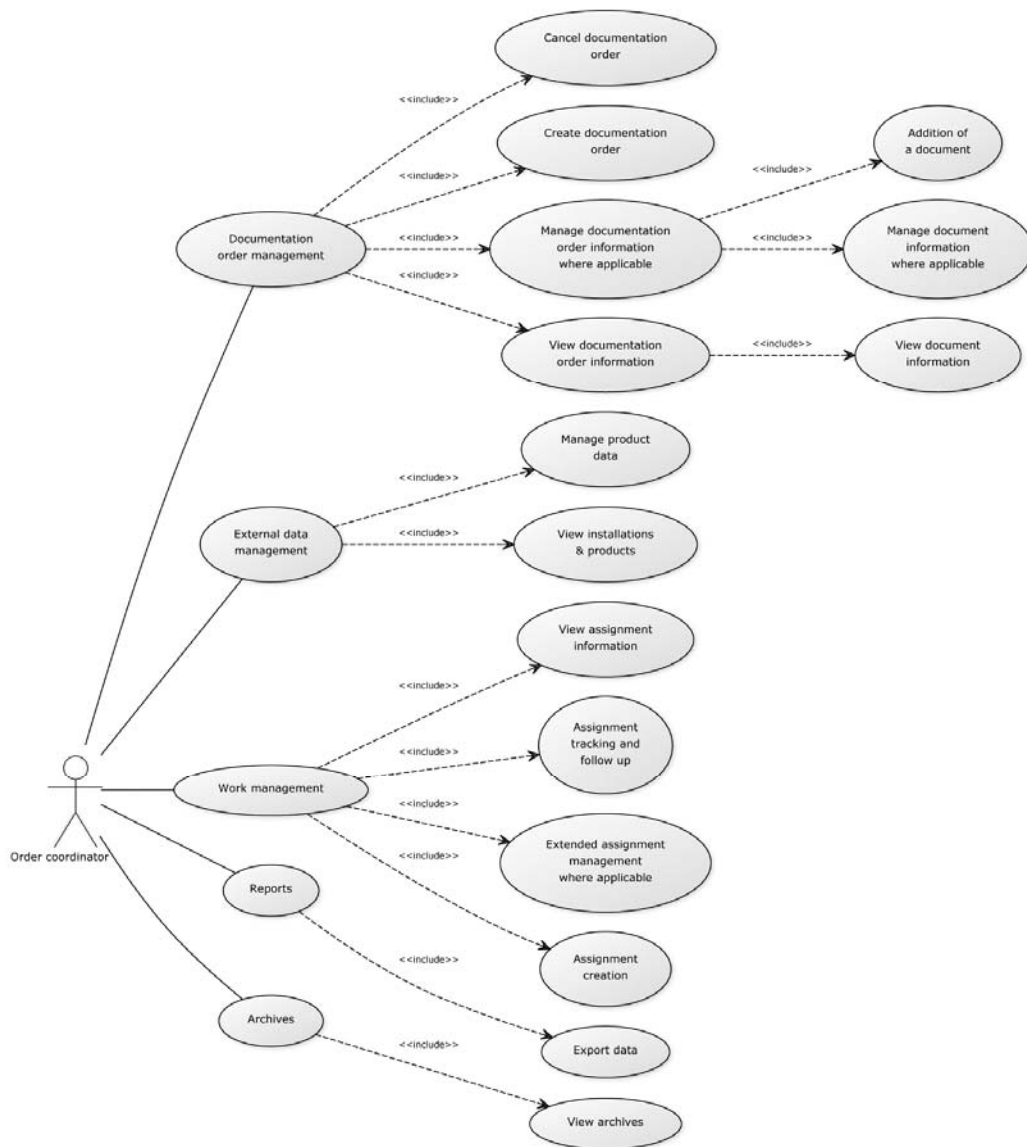 Cancel documentation
order
<<include>>
Create documentation
order
Addition of
a document
<<include>>
<<include>>
Documentation
order management
<<include>>
Manage documentation
order information
where applicable
<<include>>
Manage document
information
where applicable
<<include>>
View documentation
order information
<<include>>
View document
information
Manage product
data
<<include>>
External data
management
<<include>>
View installations
& products
View assignment
information
<<include>>
Assignment
tracking and
follow up
<<include>>
Work management
<<include>>
Extended assignment
management
where applicable
Order coordinator
<<include>>
Reports
Assignment
creation
<<include>>
Archives
<<include>>
Export data
View archives